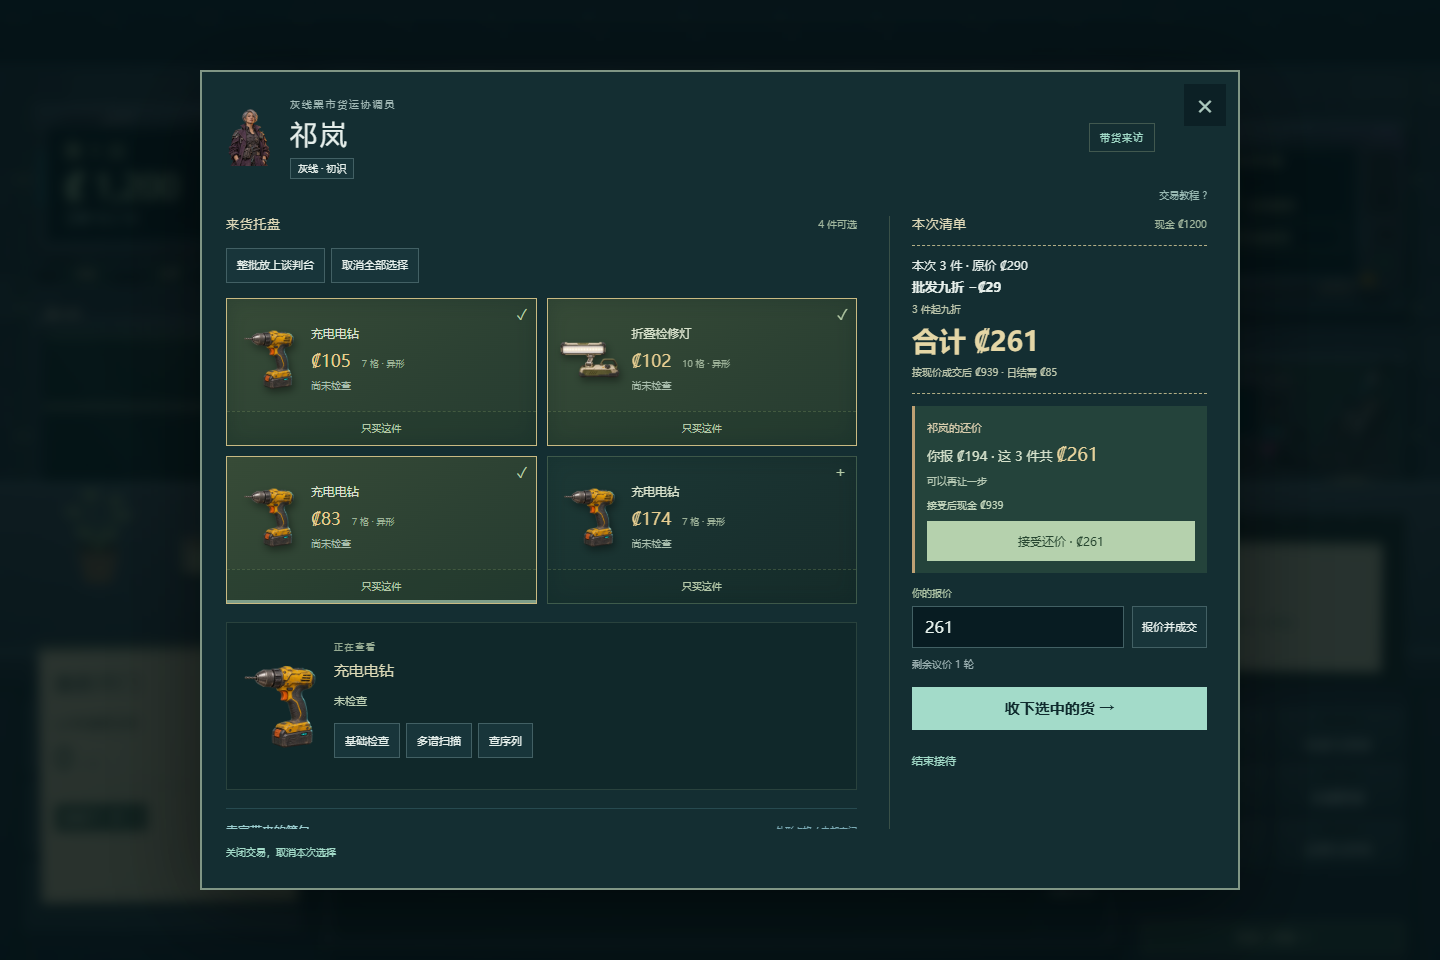 灰线黑市货运协调员
祁岚
灰线 · 初识
带货来访
×
交易教程 ?
来货托盘
4 件可选
整批放上谈判台
取消全部选择
✓
充电电钻
₡105 7 格 · 异形
尚未检查
只买这件
✓
折叠检修灯
₡102 10 格 · 异形
尚未检查
只买这件
✓
充电电钻
₡83 7 格 · 异形
尚未检查
只买这件
+
充电电钻
₡174 7 格 · 异形
尚未检查
只买这件
正在查看
充电电钻
未检查
基础检查
多谱扫描
查序列
关闭交易，取消本次选择
本次清单
现金 ₡1200
本次 3 件 · 原价 ₡290
批发九折 −₡29
3 件起九折
合计 ₡261
按现价成交后 ₡939 · 日结需 ₡85
祁岚的还价
你报 ₡194 · 这 3 件共 ₡261
可以再让一步
接受后现金 ₡939
接受还价 · ₡261
你的报价
261
报价并成交
剩余议价 1 轮
收下选中的货 →
结束接待